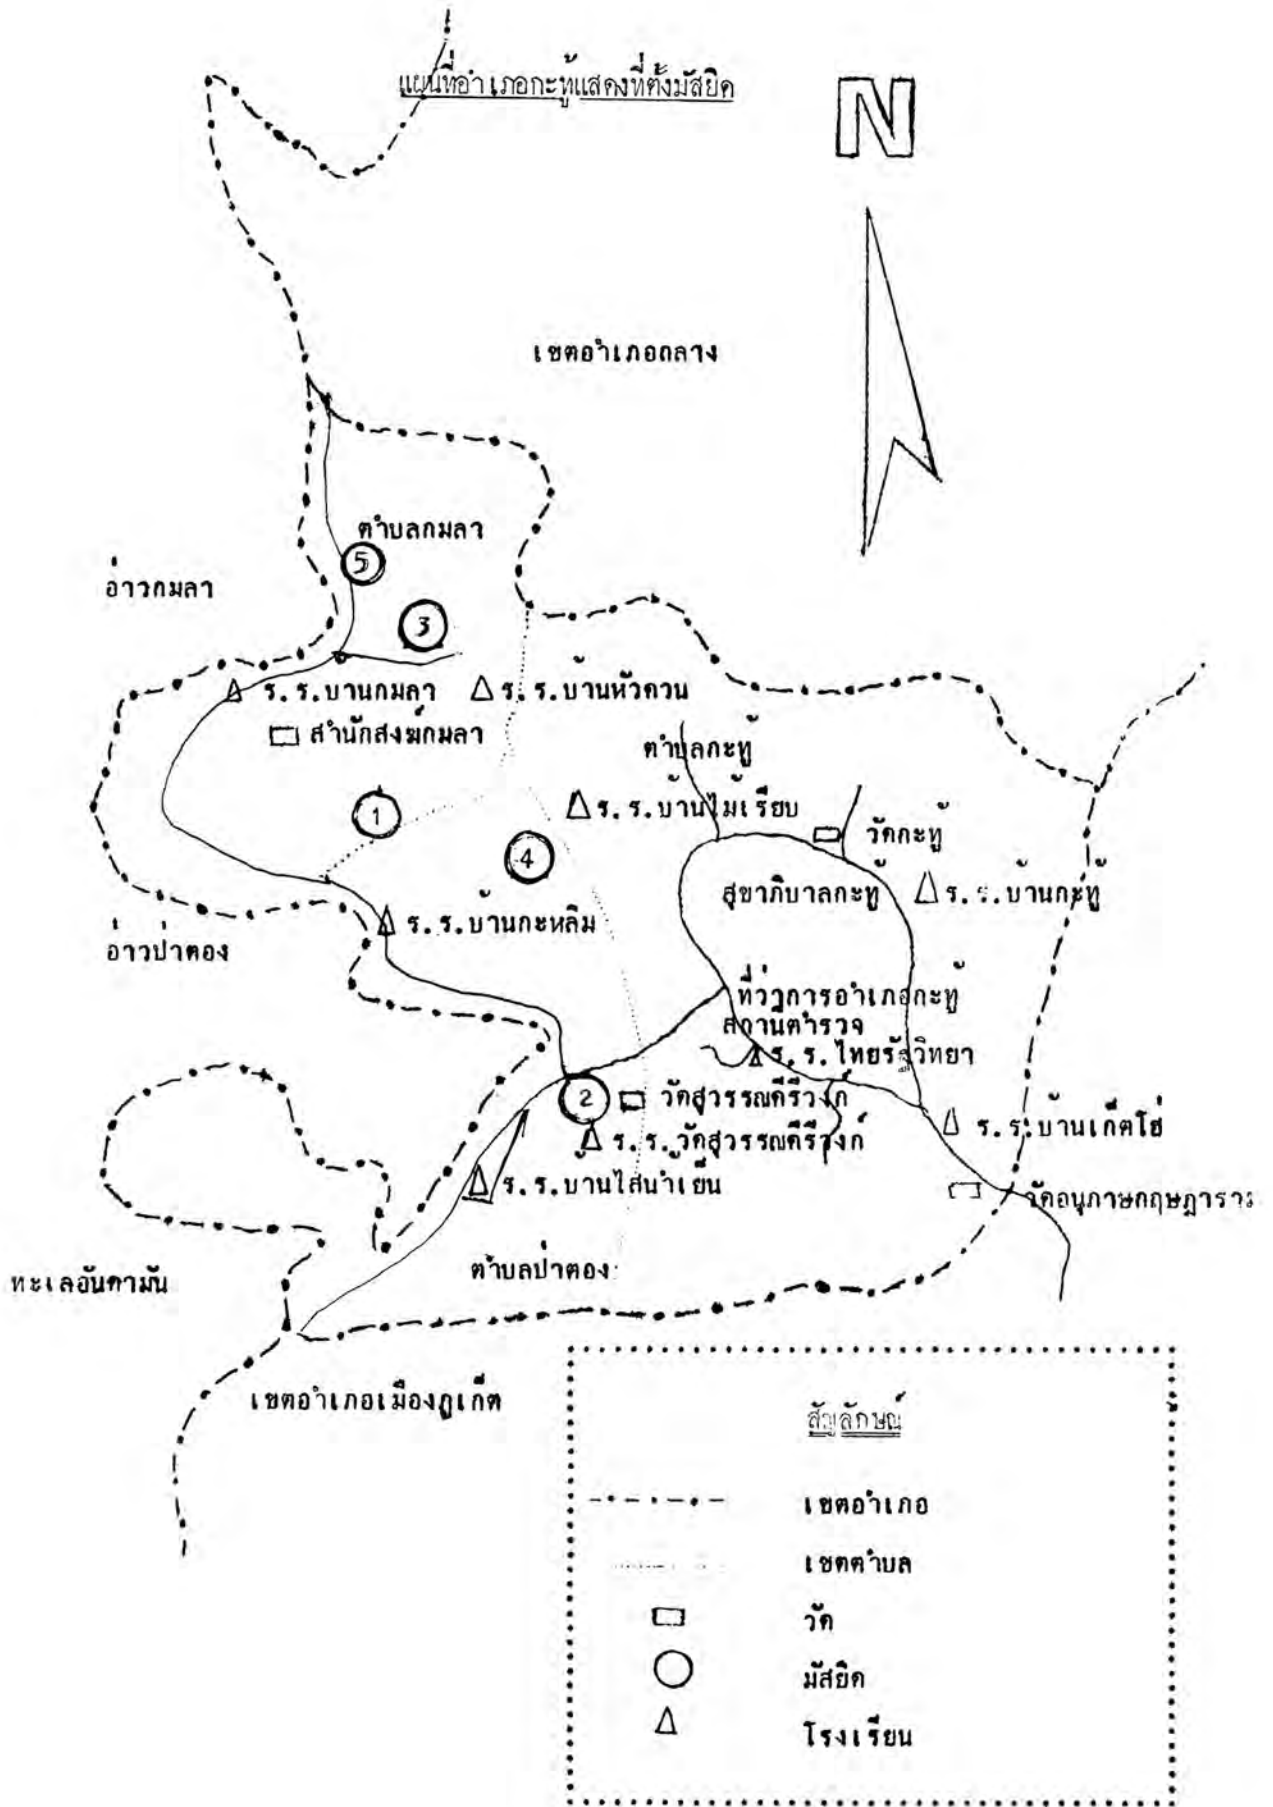 แผนที่อำเภอกะทู้แสดงที่ตั้งมัสยิด
N
เขตอำเภอถลาง
ตำบลกมลา
5
อ่าวกมลา
3
ร.ร.บานกมลา
ร.ร.บ้านหัวควน
สำนักสงฆ์กมลา
ตำบลกะทู้
1
ร.ร.บ้านไม้เรียบ
วัดกะทู้
4
สุขาภิบาลกะทู้
ร.ร.บ้านกะทู้
ร.ร.บ้านกะหลิม
อ่าวป่าตอง
ที่ว่าการอำเภอกะทู้
สถานีตำรวจ
ร.ร.ไทยรัฐวิทยา
2
วัดสุวรรณคีรีวงก์
ร.ร.บ้านเก็ตโฮ่
ร.ร.วัดสุวรรณคีรีวงก์
ร.ร.บ้านไสน้ำเย็น
วัดอนุภาษกฤษฎาราม
ตำบลป่าตอง
ทะเลอันดามัน
เขตอำเภอเมืองภูเก็ต
สัญลักษณ์
เขตอำเภอ
เขตตำบล
วัด
มัสยิด
โรงเรียน